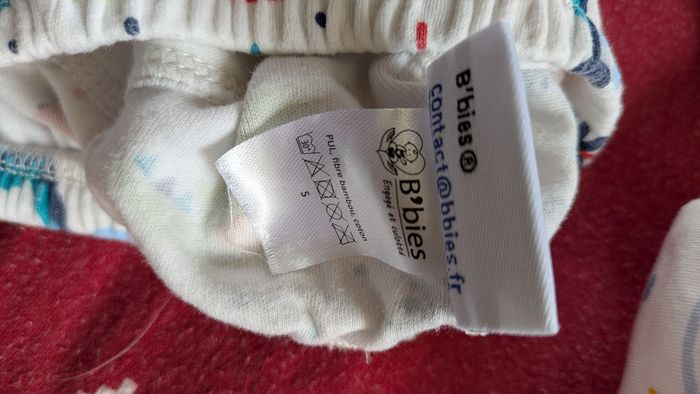 B'bies®
contact@bbies.fr
B'bies
Engagé et culotté
PUL, fibre bambou, coton
S